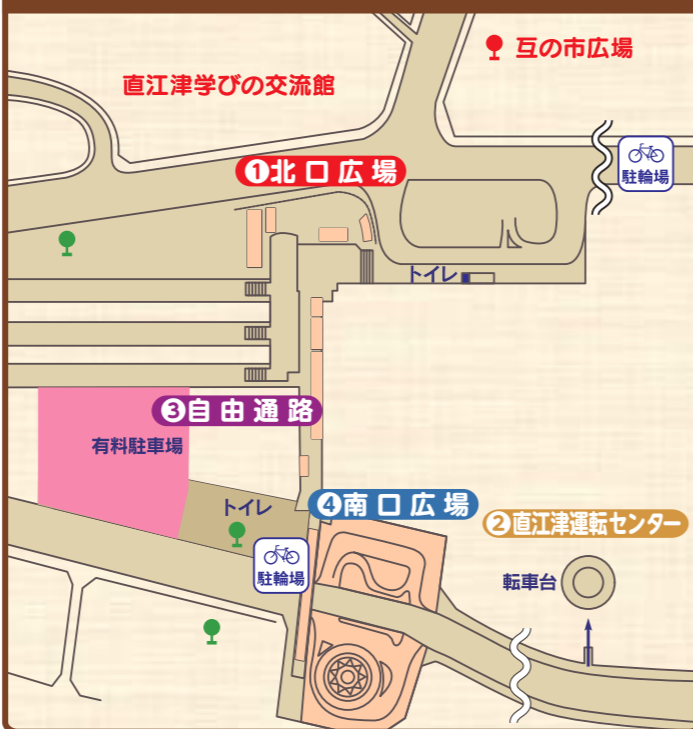 互の市広場
直江津学びの交流館
駐輪場
❶北口広場
トイレ
❸自由通路
有料駐車場
トイレ
❹南口広場
❷直江津運転センター
駐輪場
転車台